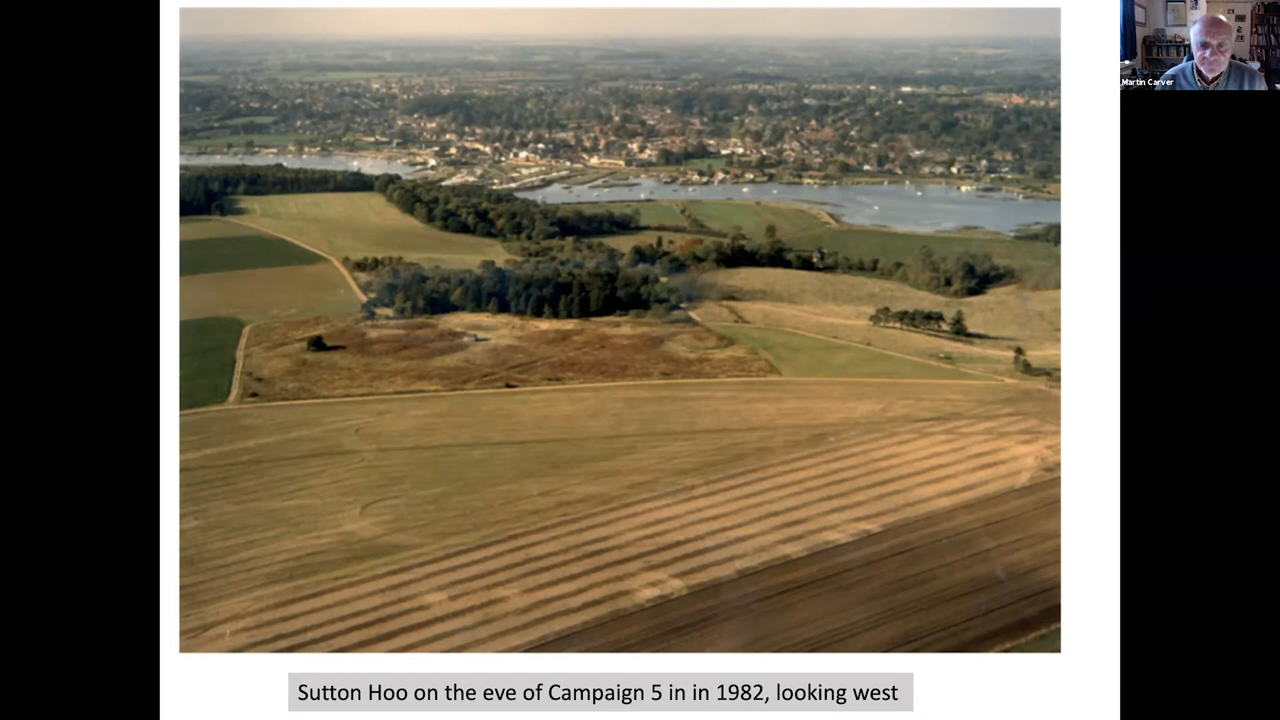 Martin Carver
Sutton Hoo on the eve of Campaign 5 in in 1982, looking west